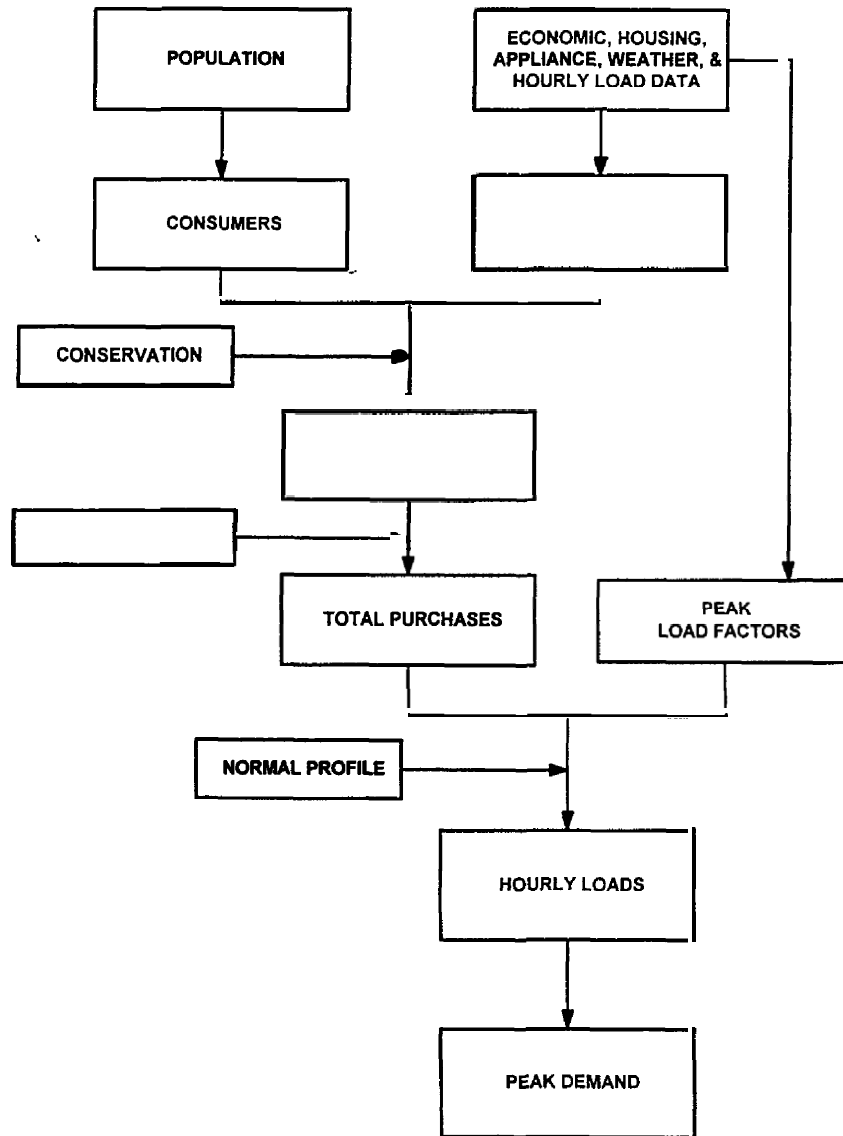 POPULATION
ECONOMIC, HOUSING,
APPLIANCE, WEATHER, &
HOURLY LOAD DATA
CONSUMERS
CONSERVATION
TOTAL PURCHASES
PEAK
LOAD FACTORS
NORMAL PROFILE
HOURLY LOADS
PEAK DEMAND